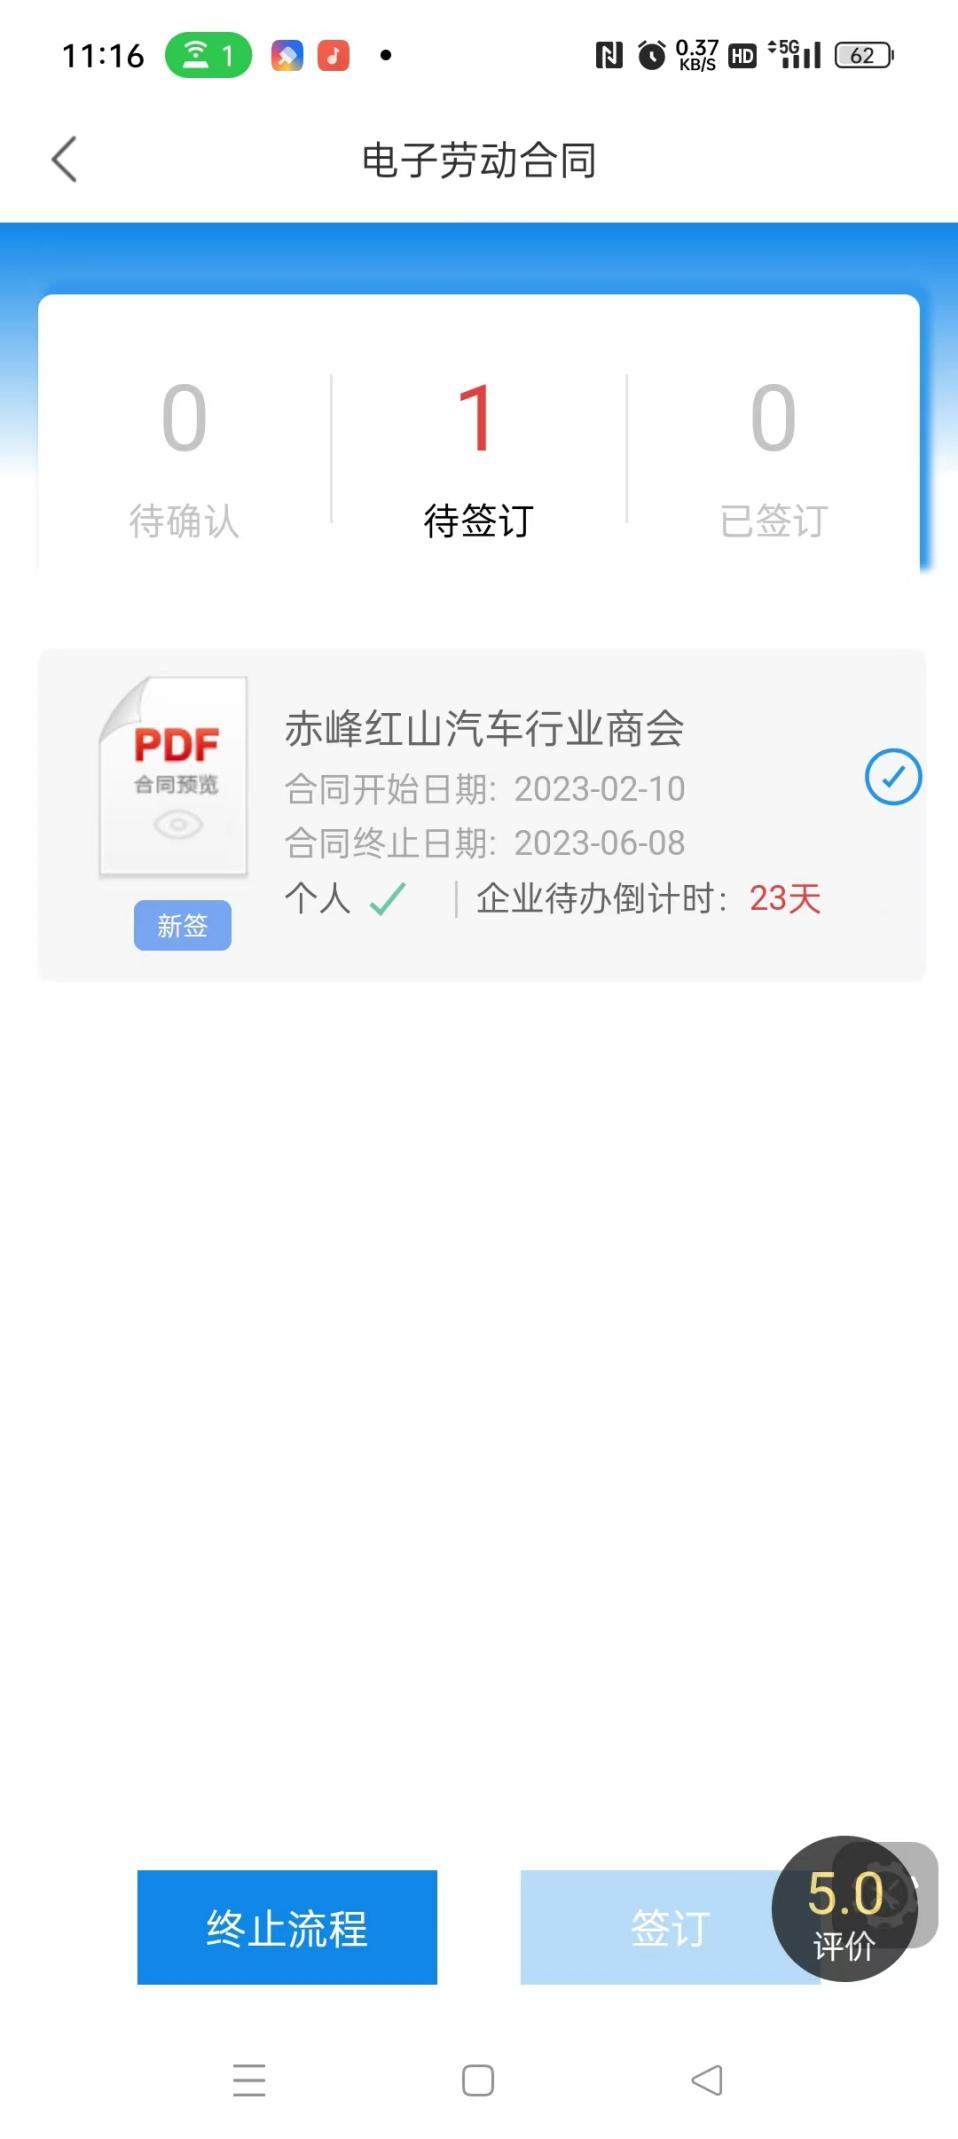 11:16
1
0.37
KB/S
HD
5G
62
电子劳动合同
0
1
0
待确认
待签订
已签订
PDF
合同预览
新签
赤峰红山汽车行业商会
合同开始日期: 2023-02-10
合同终止日期: 2023-06-08
个人
企业待办倒计时: 23天
终止流程
签订
5.0
评价